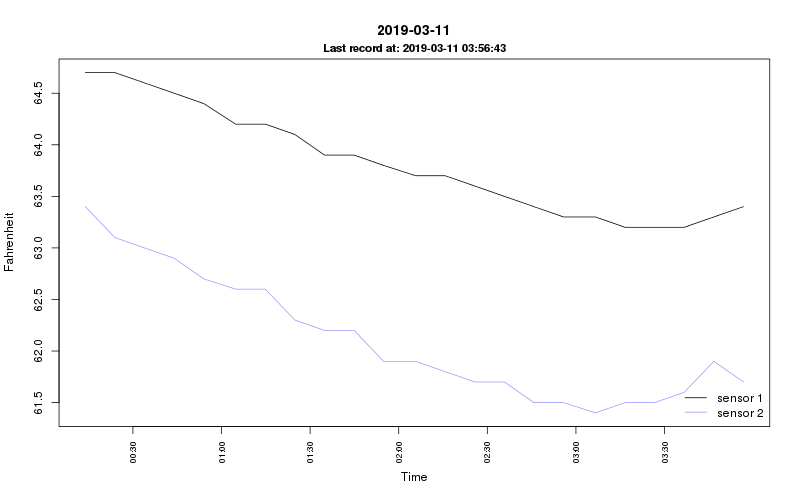 2019-03-11
Last record at: 2019-03-11 03:56:43
Fahrenheit
64.5
64.0
63.5
63.0
62.5
62.0
61.5
sensor 1
sensor 2
00:30 01:00 01:30 02:00 02:30 03:00 03:30
Time